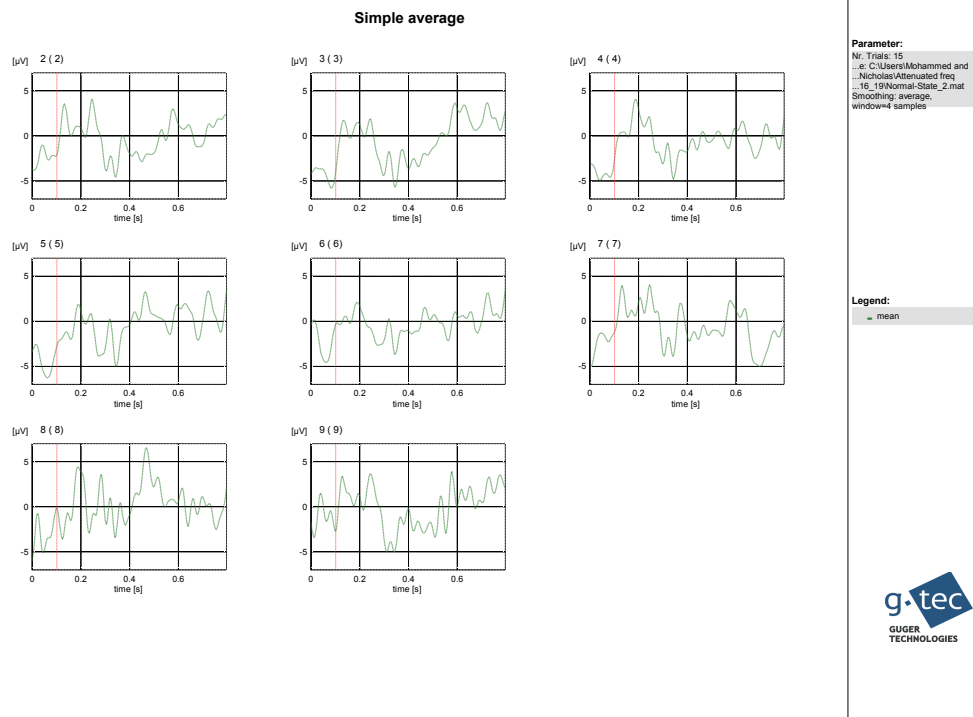 Simple average
Parameter:
Nr. Trials: 15
...e: C:\Users\Mohammed and
...Nicholas\Attenuated freq
...16_19\Normal-State_2.mat
Smoothing: average,
window=4 samples
[µV] 2 ( 2)
5
0
-5
0 0.2 0.4 0.6
time [s]
[µV] 3 ( 3)
5
0
-5
0 0.2 0.4 0.6
time [s]
[µV] 4 ( 4)
5
0
-5
0 0.2 0.4 0.6
time [s]
[µV] 5 ( 5)
5
0
-5
0 0.2 0.4 0.6
time [s]
[µV] 6 ( 6)
5
0
-5
0 0.2 0.4 0.6
time [s]
[µV] 7 ( 7)
5
0
-5
0 0.2 0.4 0.6
time [s]
Legend:
mean
[µV] 8 ( 8)
5
0
-5
0 0.2 0.4 0.6
time [s]
[µV] 9 ( 9)
5
0
-5
0 0.2 0.4 0.6
time [s]
g.tec
GUGER
TECHNOLOGIES